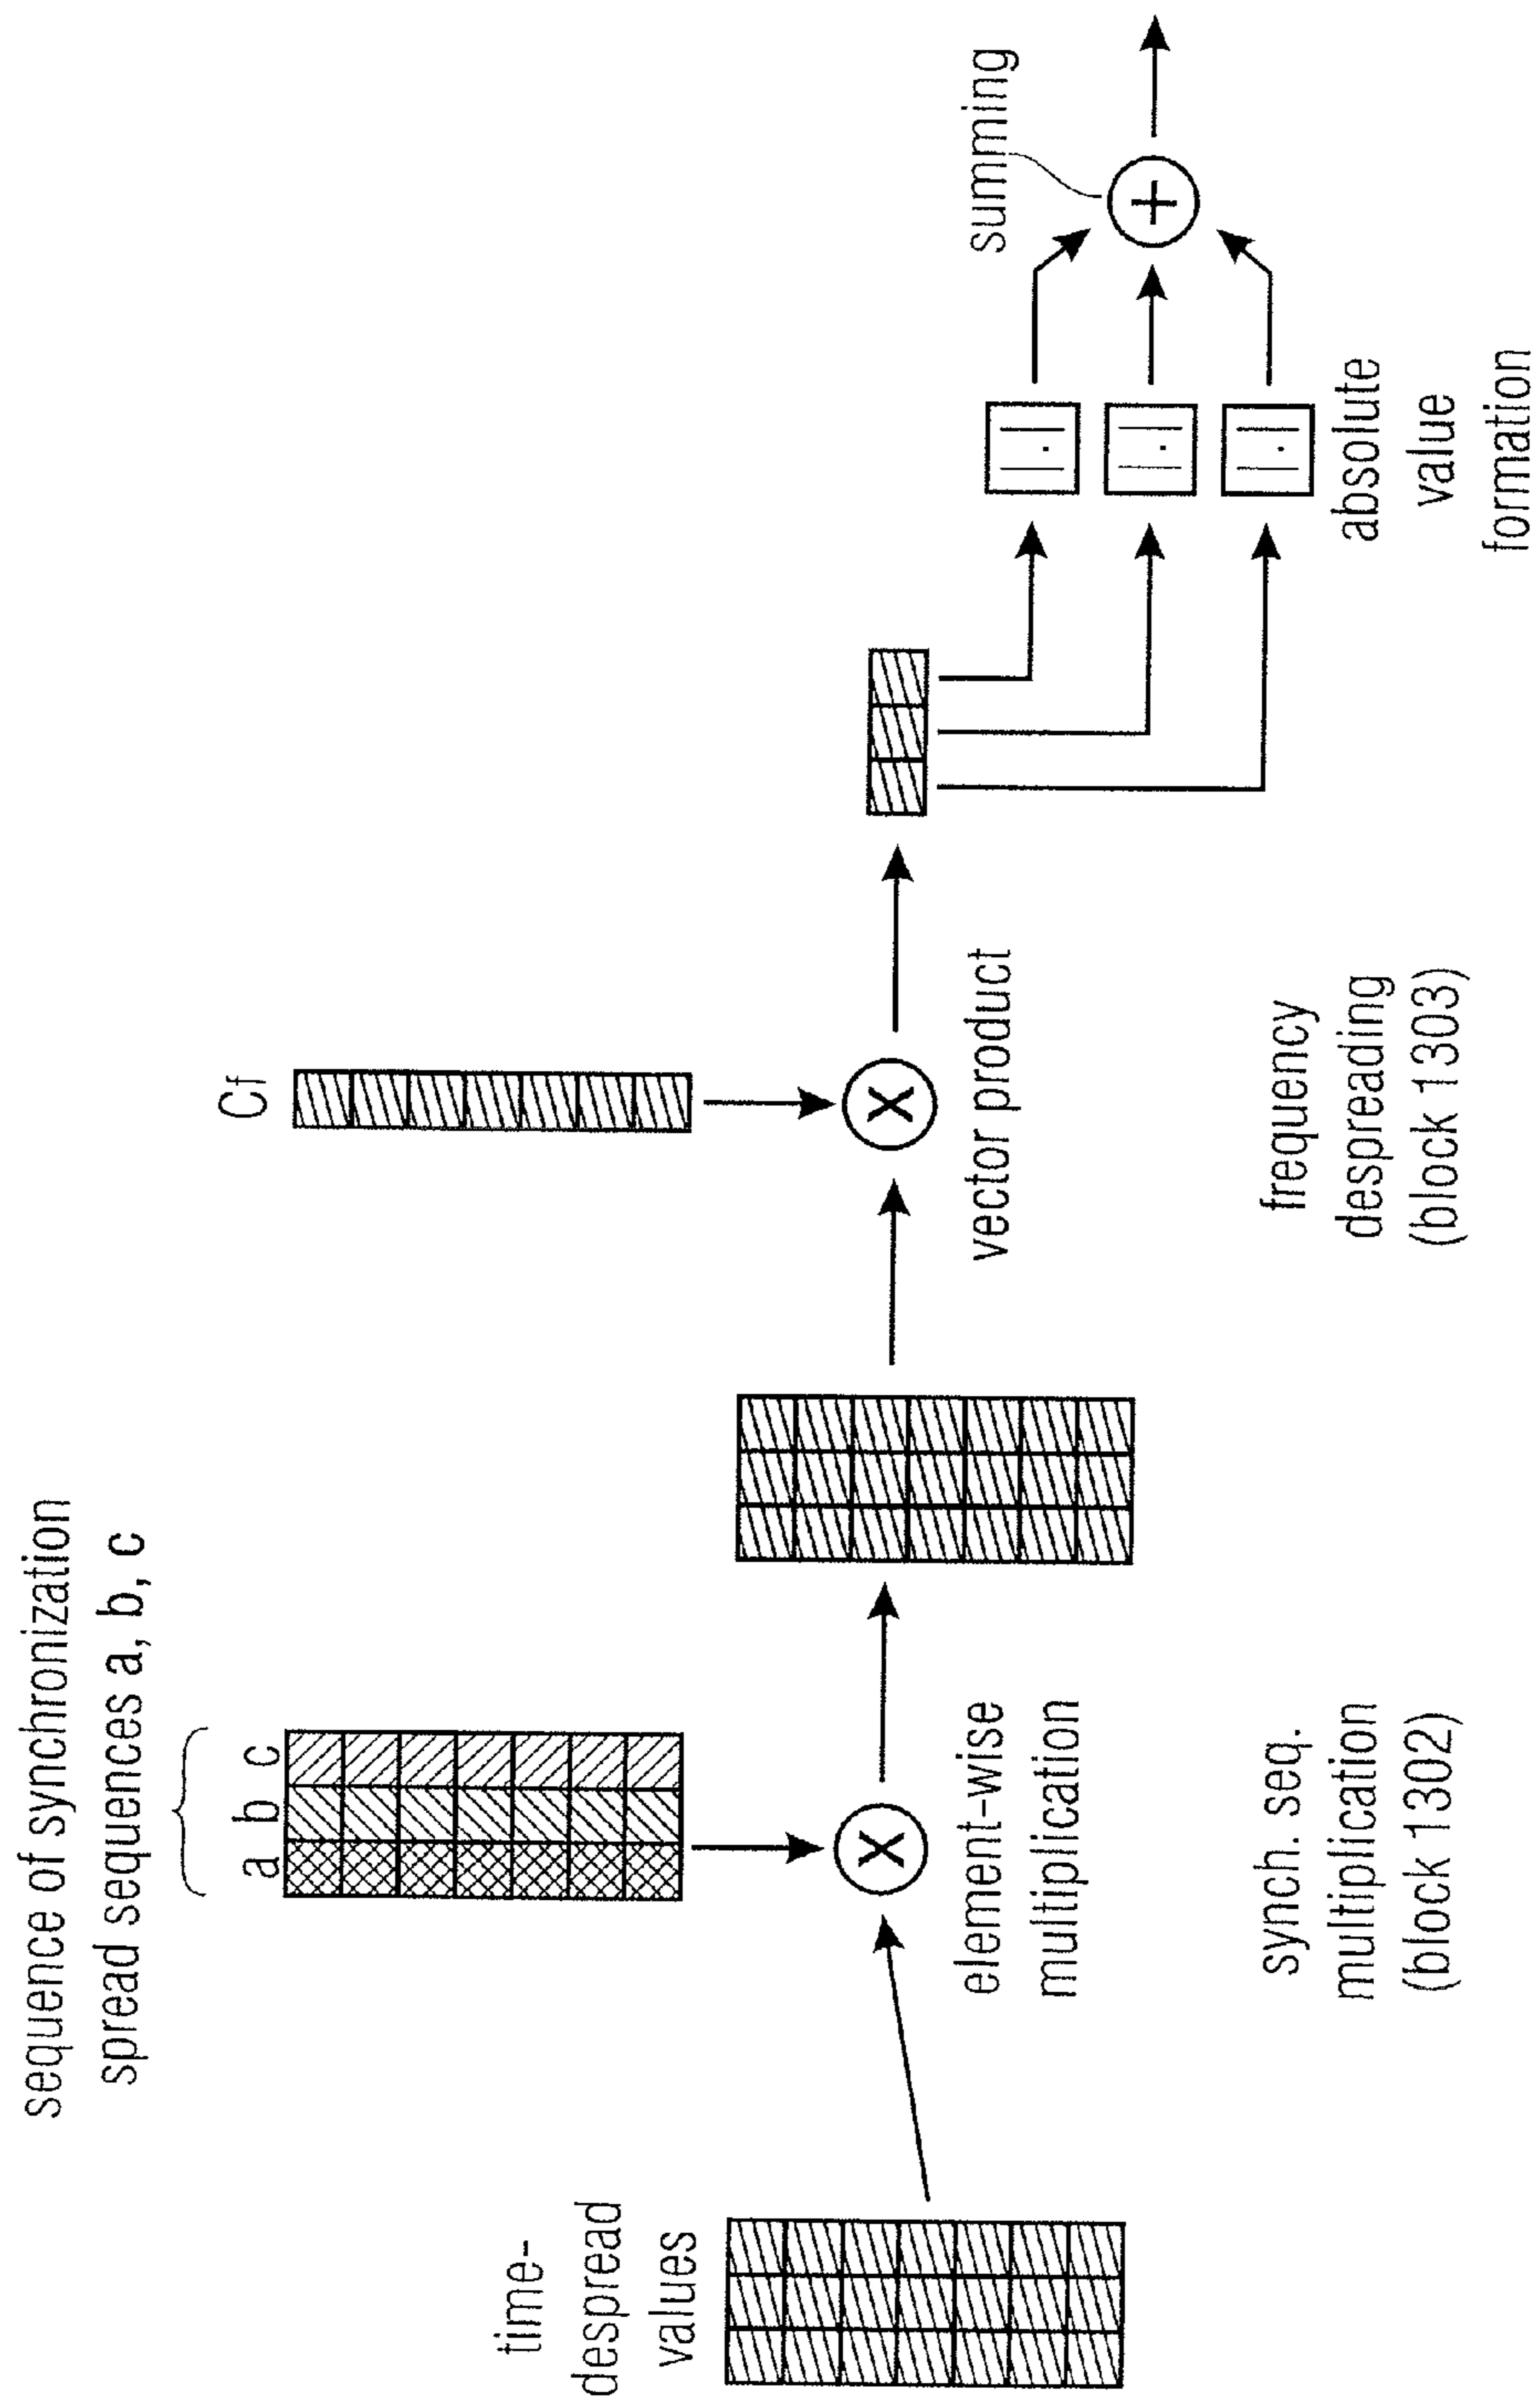 sequence of synchronization
spread sequences a, b, c
a b c
time-
despread
values
X
element-wise
multiplication
synch. seq.
multiplication
(block 1302)
Cf
X
vector product
frequency
despreading
(block 1303)
|.|
|.|
|.|
absolute
value
formation
summing
+